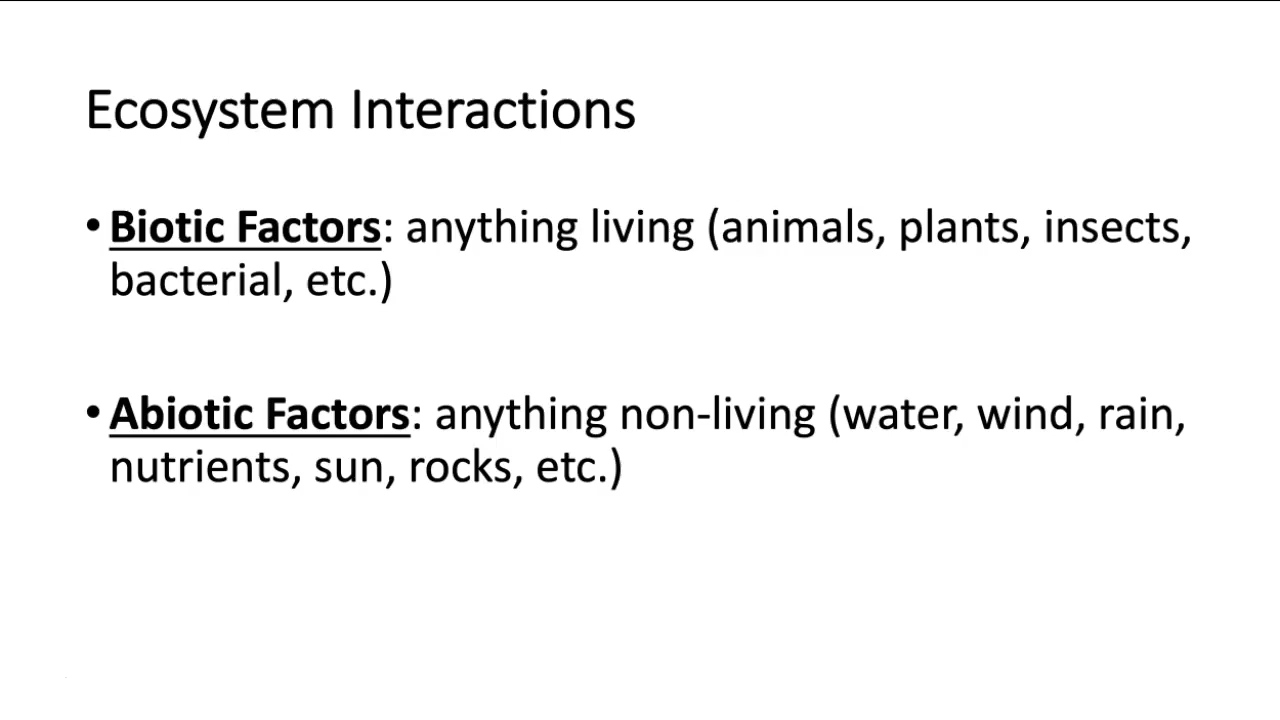 Ecosystem Interactions
• Biotic Factors: anything living (animals, plants, insects,
bacterial, etc.)
• Abiotic Factors: anything non-living (water, wind, rain,
nutrients, sun, rocks, etc.)